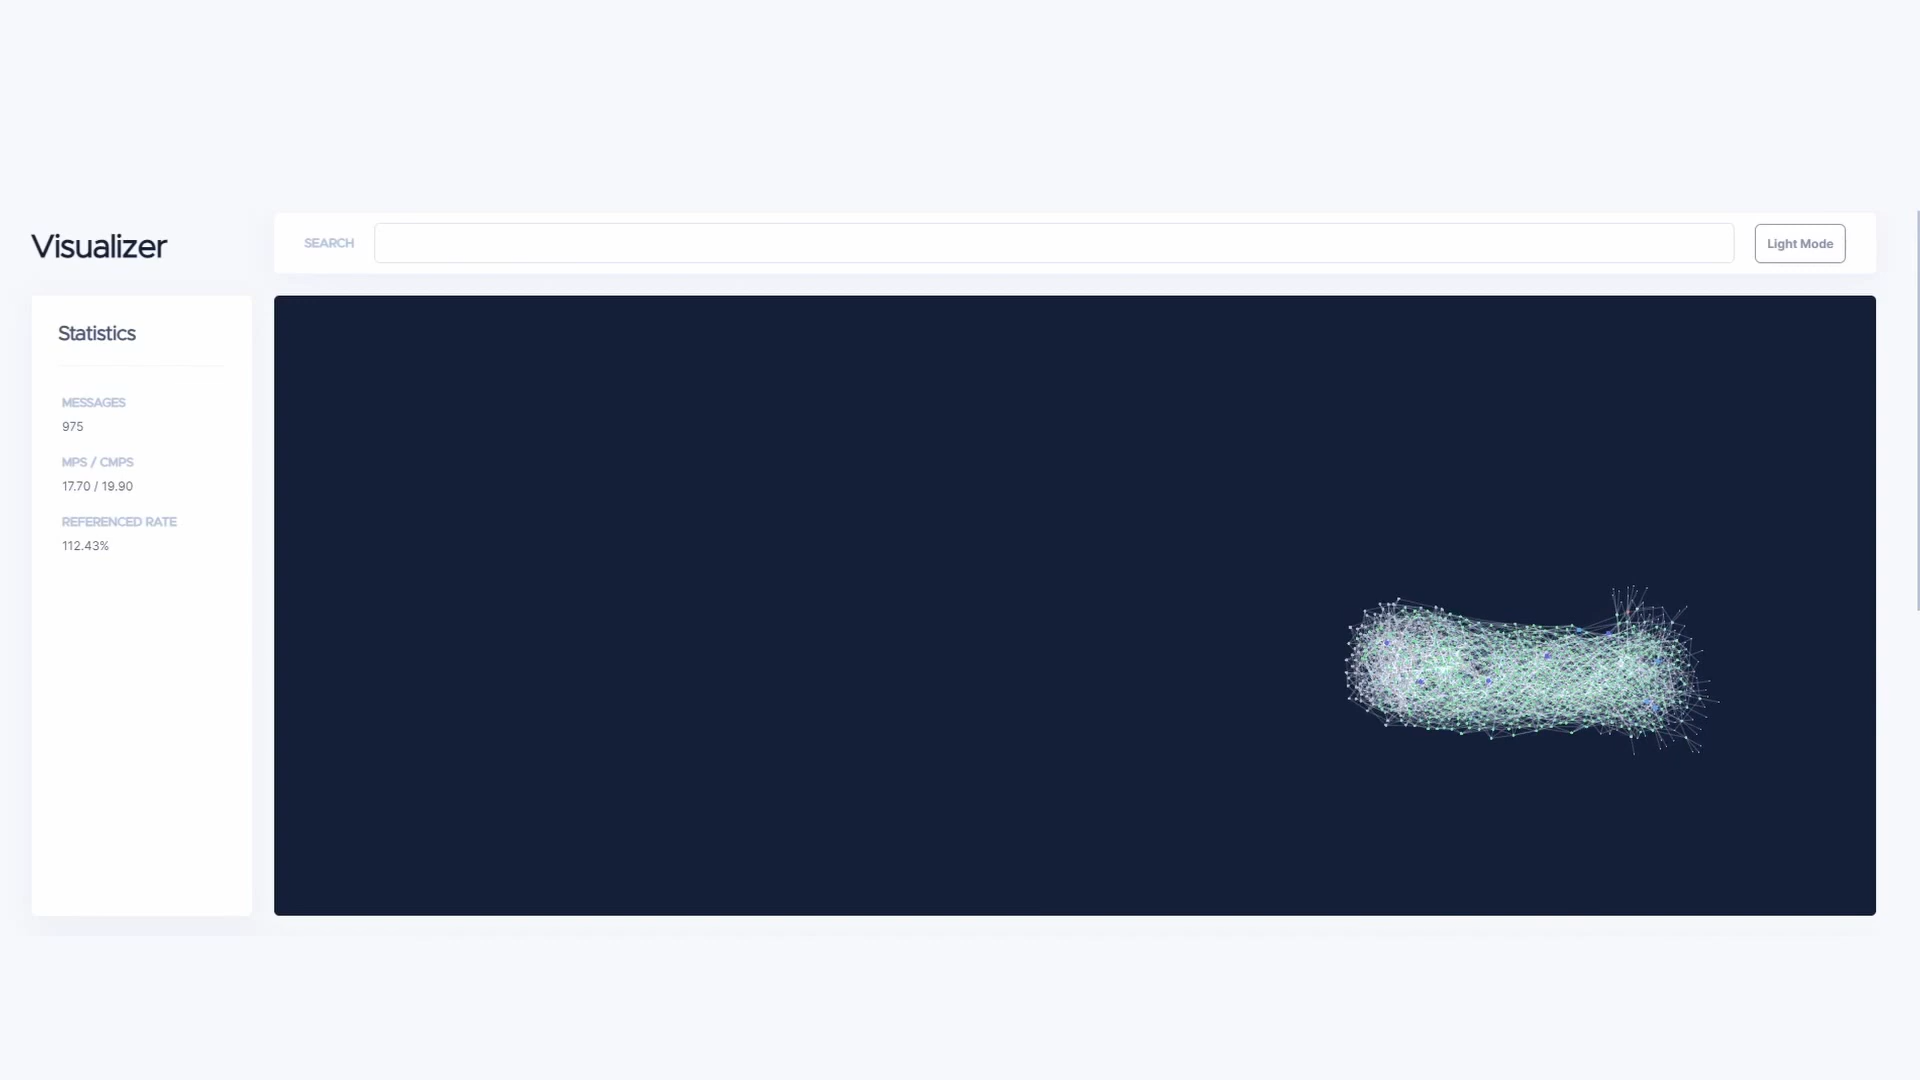 Visualizer
SEARCH
Light Mode
Statistics
MESSAGES
975
MPS / CMPS
17.70 / 19.90
REFERENCED RATE
112.43%